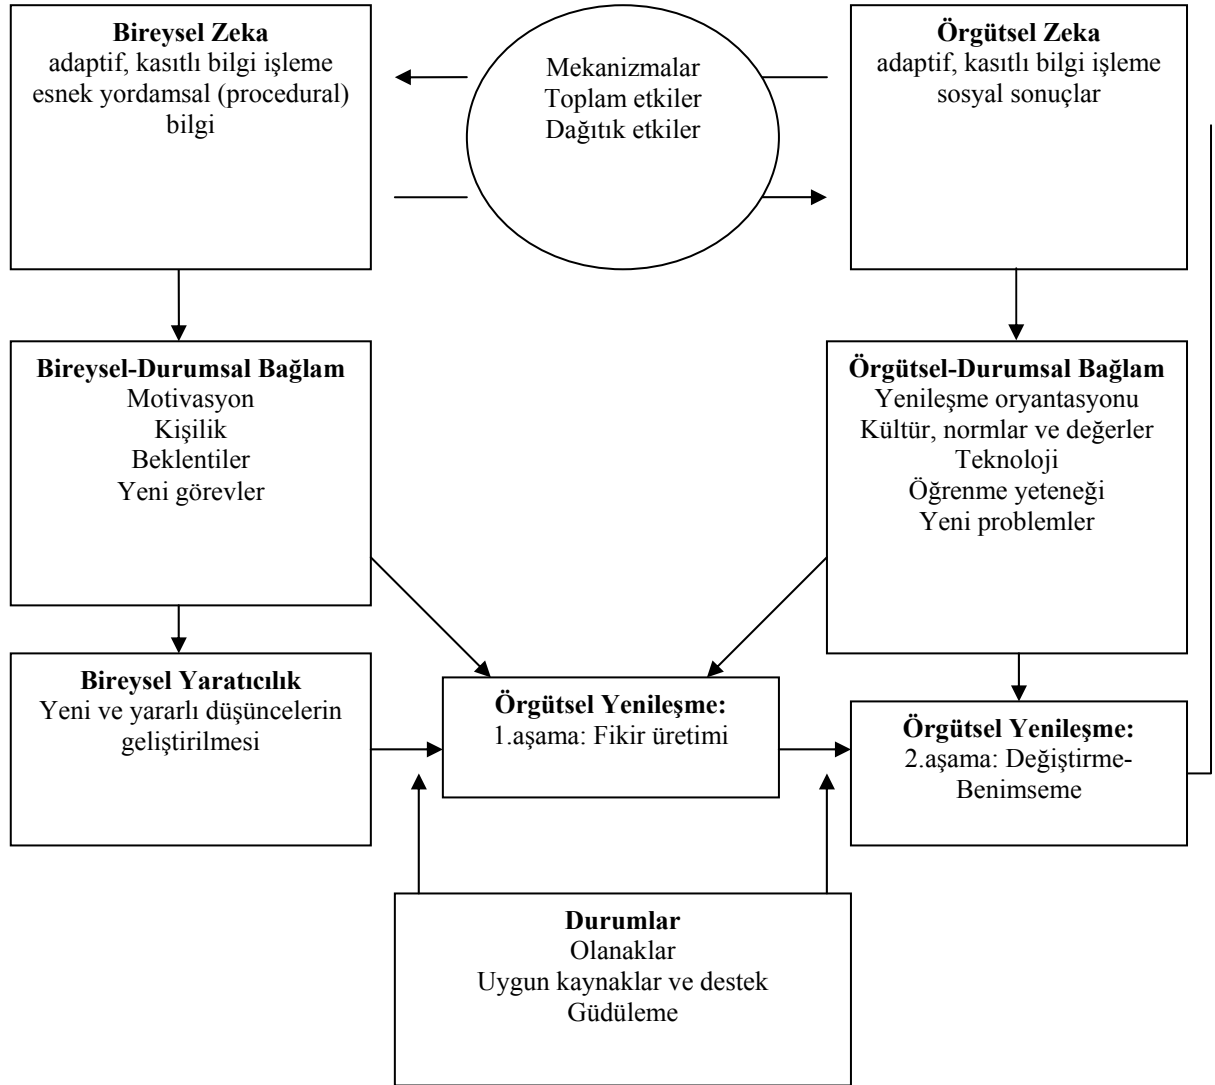 Bireysel Zeka
adaptif, kasıtlı bilgi işleme
esnek yordamsal (procedural)
bilgi
Mekanizmalar
Toplam etkiler
Dağıtık etkiler
Örgütsel Zeka
adaptif, kasıtlı bilgi işleme
sosyal sonuçlar
Bireysel-Durumsal Bağlam
Motivasyon
Kişilik
Beklentiler
Yeni görevler
Örgütsel-Durumsal Bağlam
Yenileşme oryantasyonu
Kültür, normlar ve değerler
Teknoloji
Öğrenme yeteneği
Yeni problemler
Bireysel Yaratıcılık
Yeni ve yararlı düşüncelerin
geliştirilmesi
Örgütsel Yenileşme:
1.aşama: Fikir üretimi
Örgütsel Yenileşme:
2.aşama: Değiştirme-
Benimseme
Durumlar
Olanaklar
Uygun kaynaklar ve destek
Güdüleme